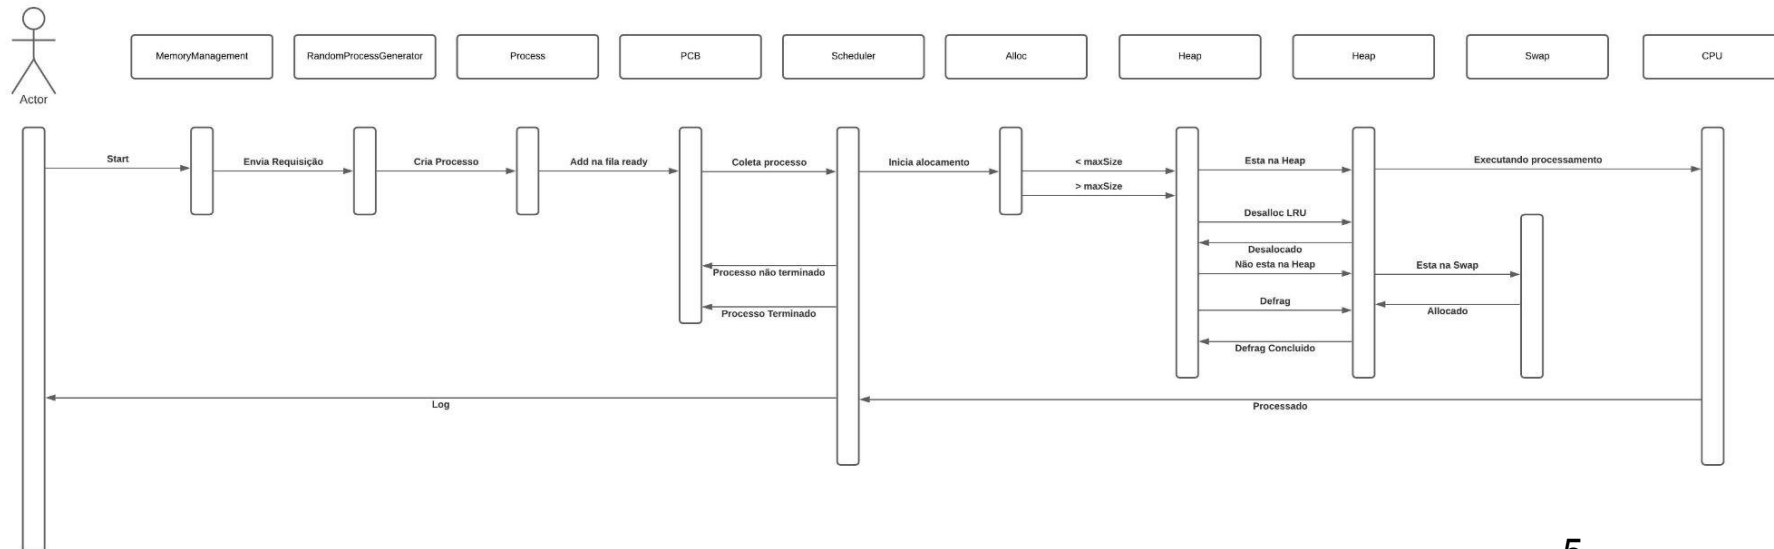 Actor
MemoryManagement
RandomProcessGenerator
Process
PCB
Scheduler
Alloc
Heap
Heap
Swap
CPU
Start
Envia Requisição
Cria Processo
Add na fila ready
Coleta processo
Inicia alocamento
< maxSize
Esta na Heap
Executando processamento
> maxSize
Desalloc LRU
Desalocado
Processo não terminado
Não esta na Heap
Esta na Swap
Defrag
Allocado
Processo Terminado
Defrag Concluido
Log
Processado